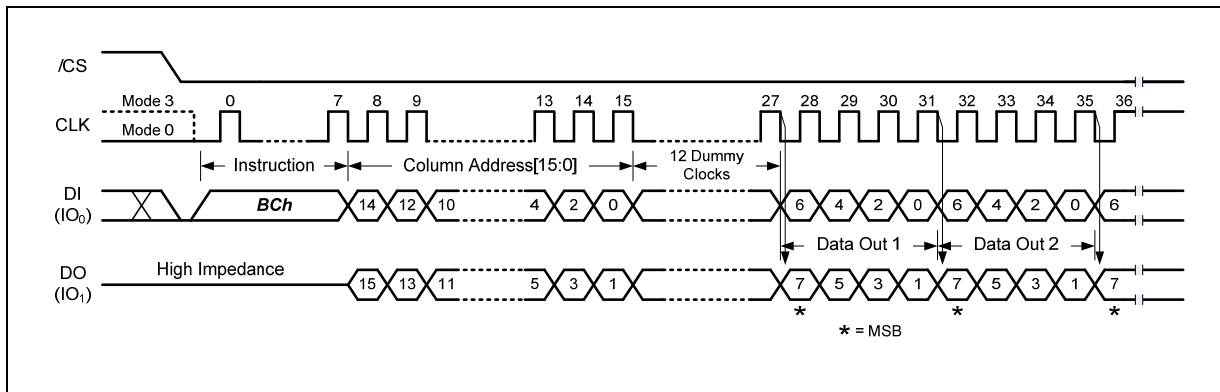 /CS
Mode 3 0 7 8 9 13 14 15 27 28 29 30 31 32 33 34 35 36
CLK
Mode 0
Instruction Column Address[15:0] 12 Dummy
Clocks
DI
(IO0) BCh 14 12 10 4 2 0 6 4 2 0 6 4 2 0 6
Data Out 1 Data Out 2
DO
(IO1) High Impedance 15 13 11 5 3 1 7 5 3 1 7 5 3 1 7
* * *
* = MSB